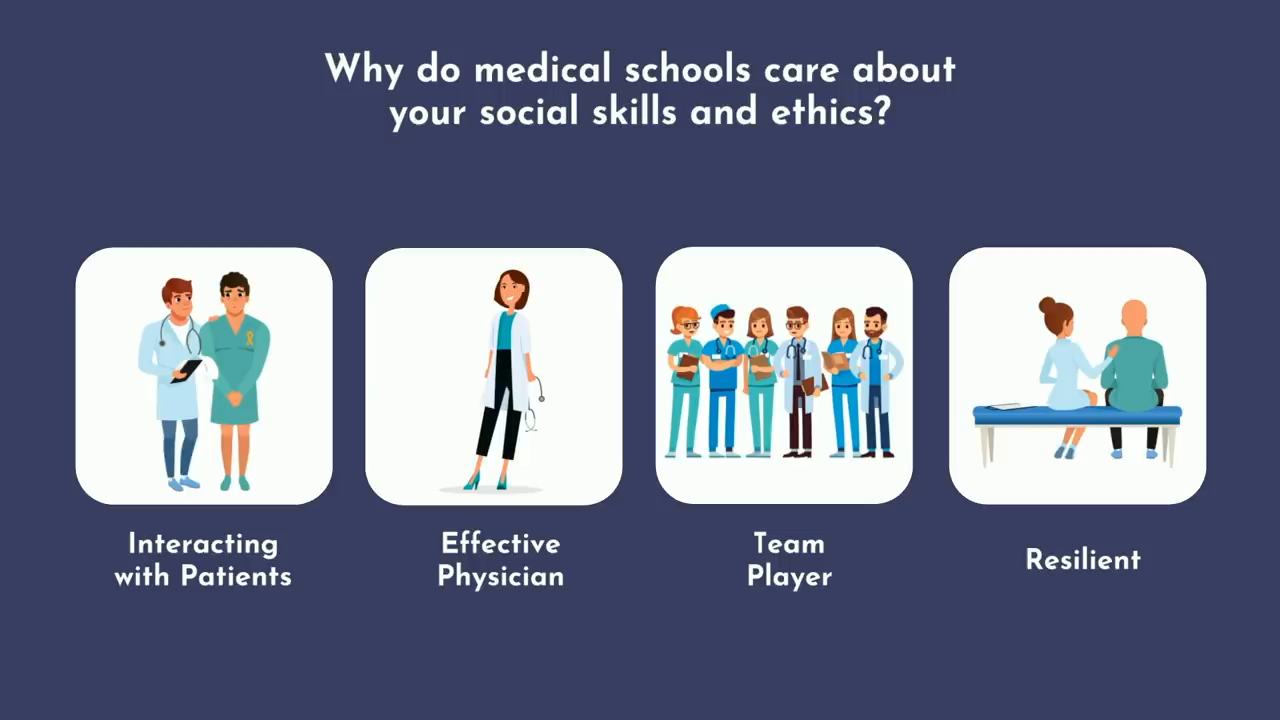 Why do medical schools care about
your social skills and ethics?
Interacting
with Patients
Effective
Physician
Team
Player
Resilient